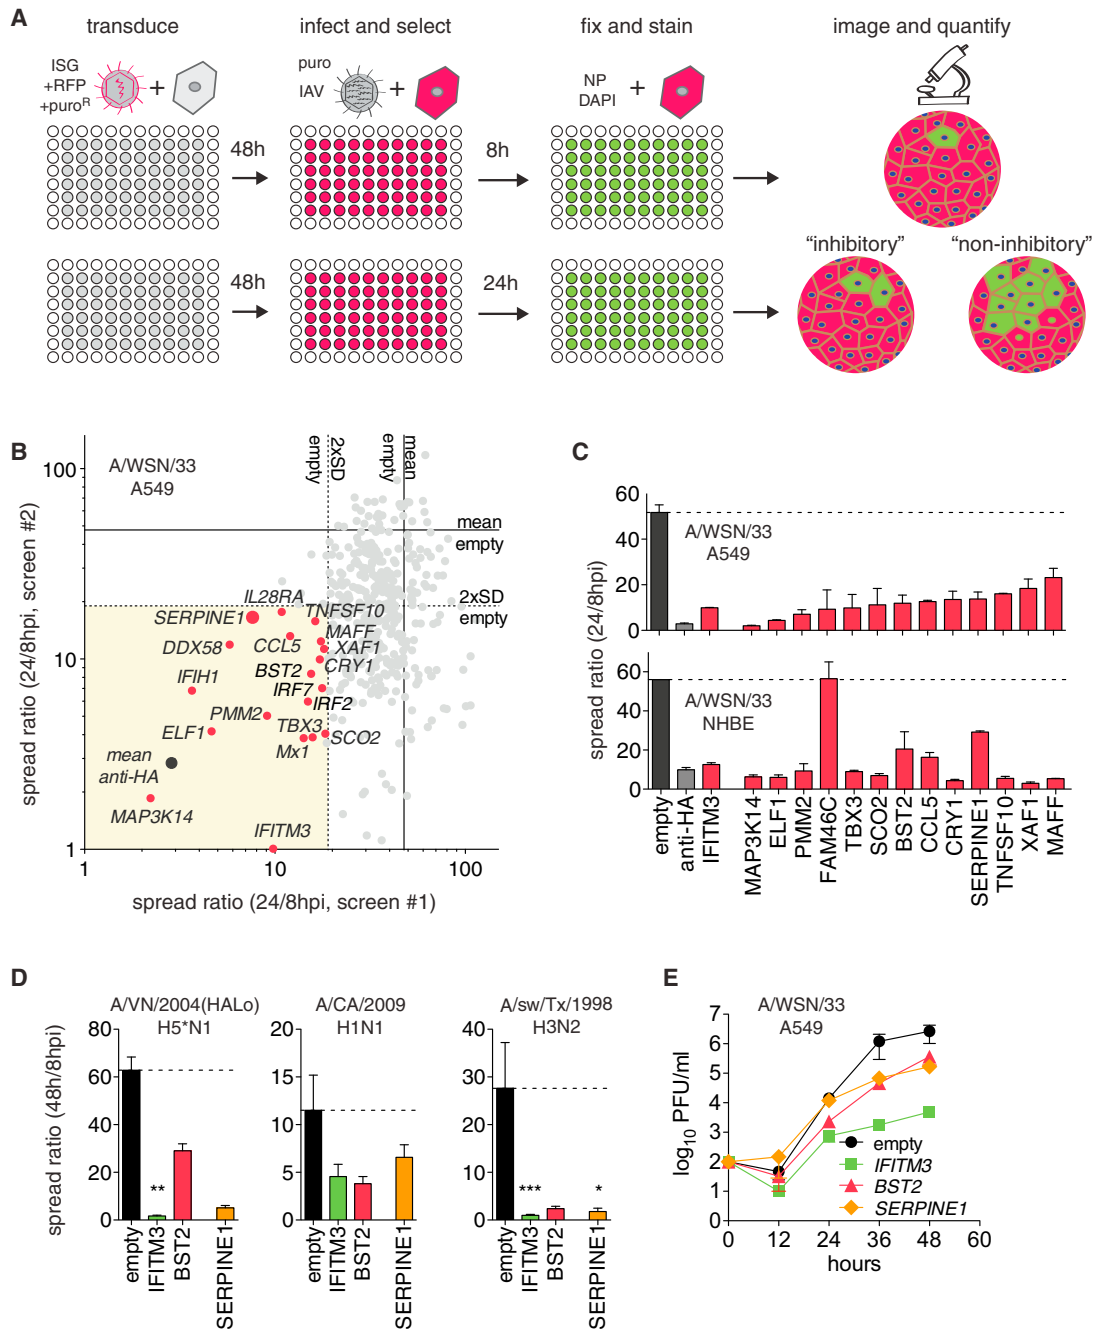 A
transduce
infect and select
fix and stain
image and quantify
ISG
+RFP
+puroR
+
puro
IAV
+
NP
DAPI
+
48h
8h
48h
24h
“inhibitory”
“non-inhibitory”
B
A/WSN/33
A549
empty
2xSD
empty
mean
mean
empty
2xSD
empty
100
10
1
1
10
100
IL28RA
SERPINE1
TNFSF10
MAFF
DDX58
CCL5
XAF1
CRY1
IFIH1
BST2
IRF7
IRF2
PMM2
ELF1
TBX3
SCO2
Mx1
mean
anti-HA
MAP3K14
IFITM3
spread ratio (24/8hpi, screen #2)
spread ratio (24/8hpi, screen #1)
C
60
40
20
0
A/WSN/33
A549
60
40
20
0
A/WSN/33
NHBE
spread ratio (24/8hpi)
empty
anti-HA
IFITM3
MAP3K14
ELF1
PMM2
FAM46C
TBX3
SCO2
BST2
CCL5
CRY1
SERPINE1
TNFSF10
XAF1
MAFF
D
A/VN/2004(HALo)
H5*N1
80
60
40
20
0
**
spread ratio (48h/8hpi)
empty
IFITM3
BST2
SERPINE1
A/CA/2009
H1N1
20
15
10
5
0
empty
IFITM3
BST2
SERPINE1
A/sw/Tx/1998
H3N2
40
30
20
10
0
***
*
empty
IFITM3
BST2
SERPINE1
E
A/WSN/33
A549
7
6
5
4
3
2
1
0
log10 PFU/ml
empty
IFITM3
BST2
SERPINE1
0
12
24
36
48
60
hours